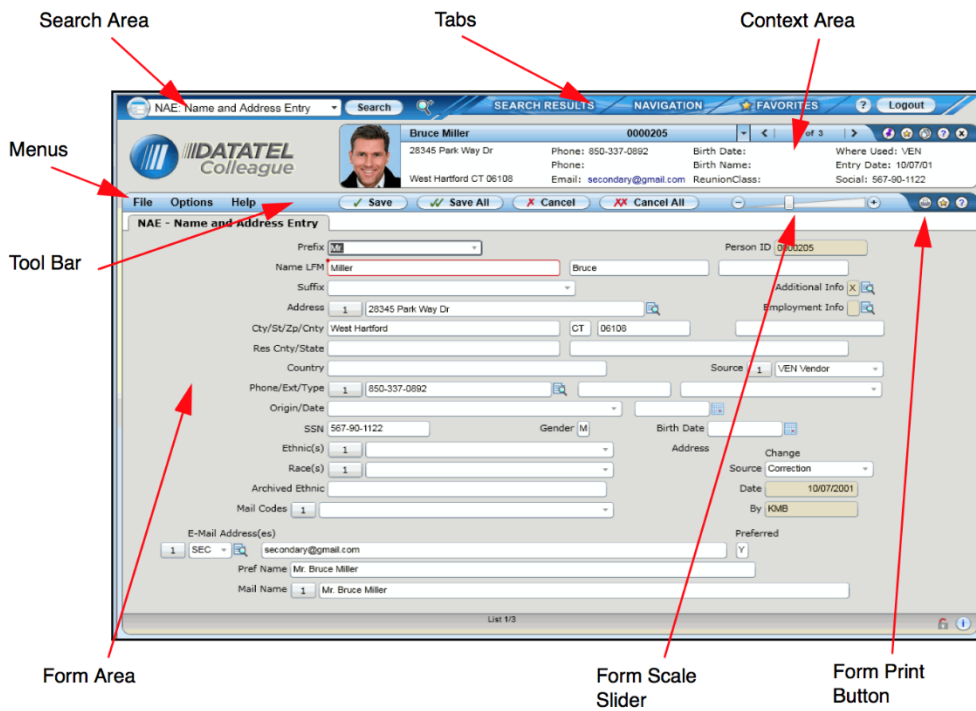 Search Area
Tabs
Context Area
NAE: Name and Address Entry Search SEARCH RESULTS NAVIGATION FAVORITES ? Logout
Menus
DATATEL
Colleague
Bruce Miller 0000205 of 3
28345 Park Way Dr Phone: 850-337-0892 Birth Date: Where Used: VEN
Phone: Birth Name: Entry Date: 10/07/01
West Hartford CT 06108 Email: secondary@gmail.com ReunionClass: Social: 567-90-1122
File Options Help Save Save All Cancel Cancel All
NAE - Name and Address Entry
Tool Bar
Prefix Mr. Person ID 0000205
Name LFM Miller Bruce
Suffix Additional Info X
Address 1 28345 Park Way Dr Employment Info
Cty/St/Zp/Cnty West Hartford CT 06108
Res Cnty/State
Country Source 1 VEN Vendor
Phone/Ext/Type 1 850-337-0892
Origin/Date
SSN 567-90-1122 Gender M Birth Date
Ethnic(s) 1 Address Change
Race(s) 1 Source Correction
Archived Ethnic Date 10/07/2001
Mail Codes 1 By KMB
E-Mail Address(es) Preferred
1 SEC secondary@gmail.com Y
Pref Name Mr. Bruce Miller
Mail Name 1 Mr. Bruce Miller
List 1/3
Form Area
Form Scale
Slider
Form Print
Button